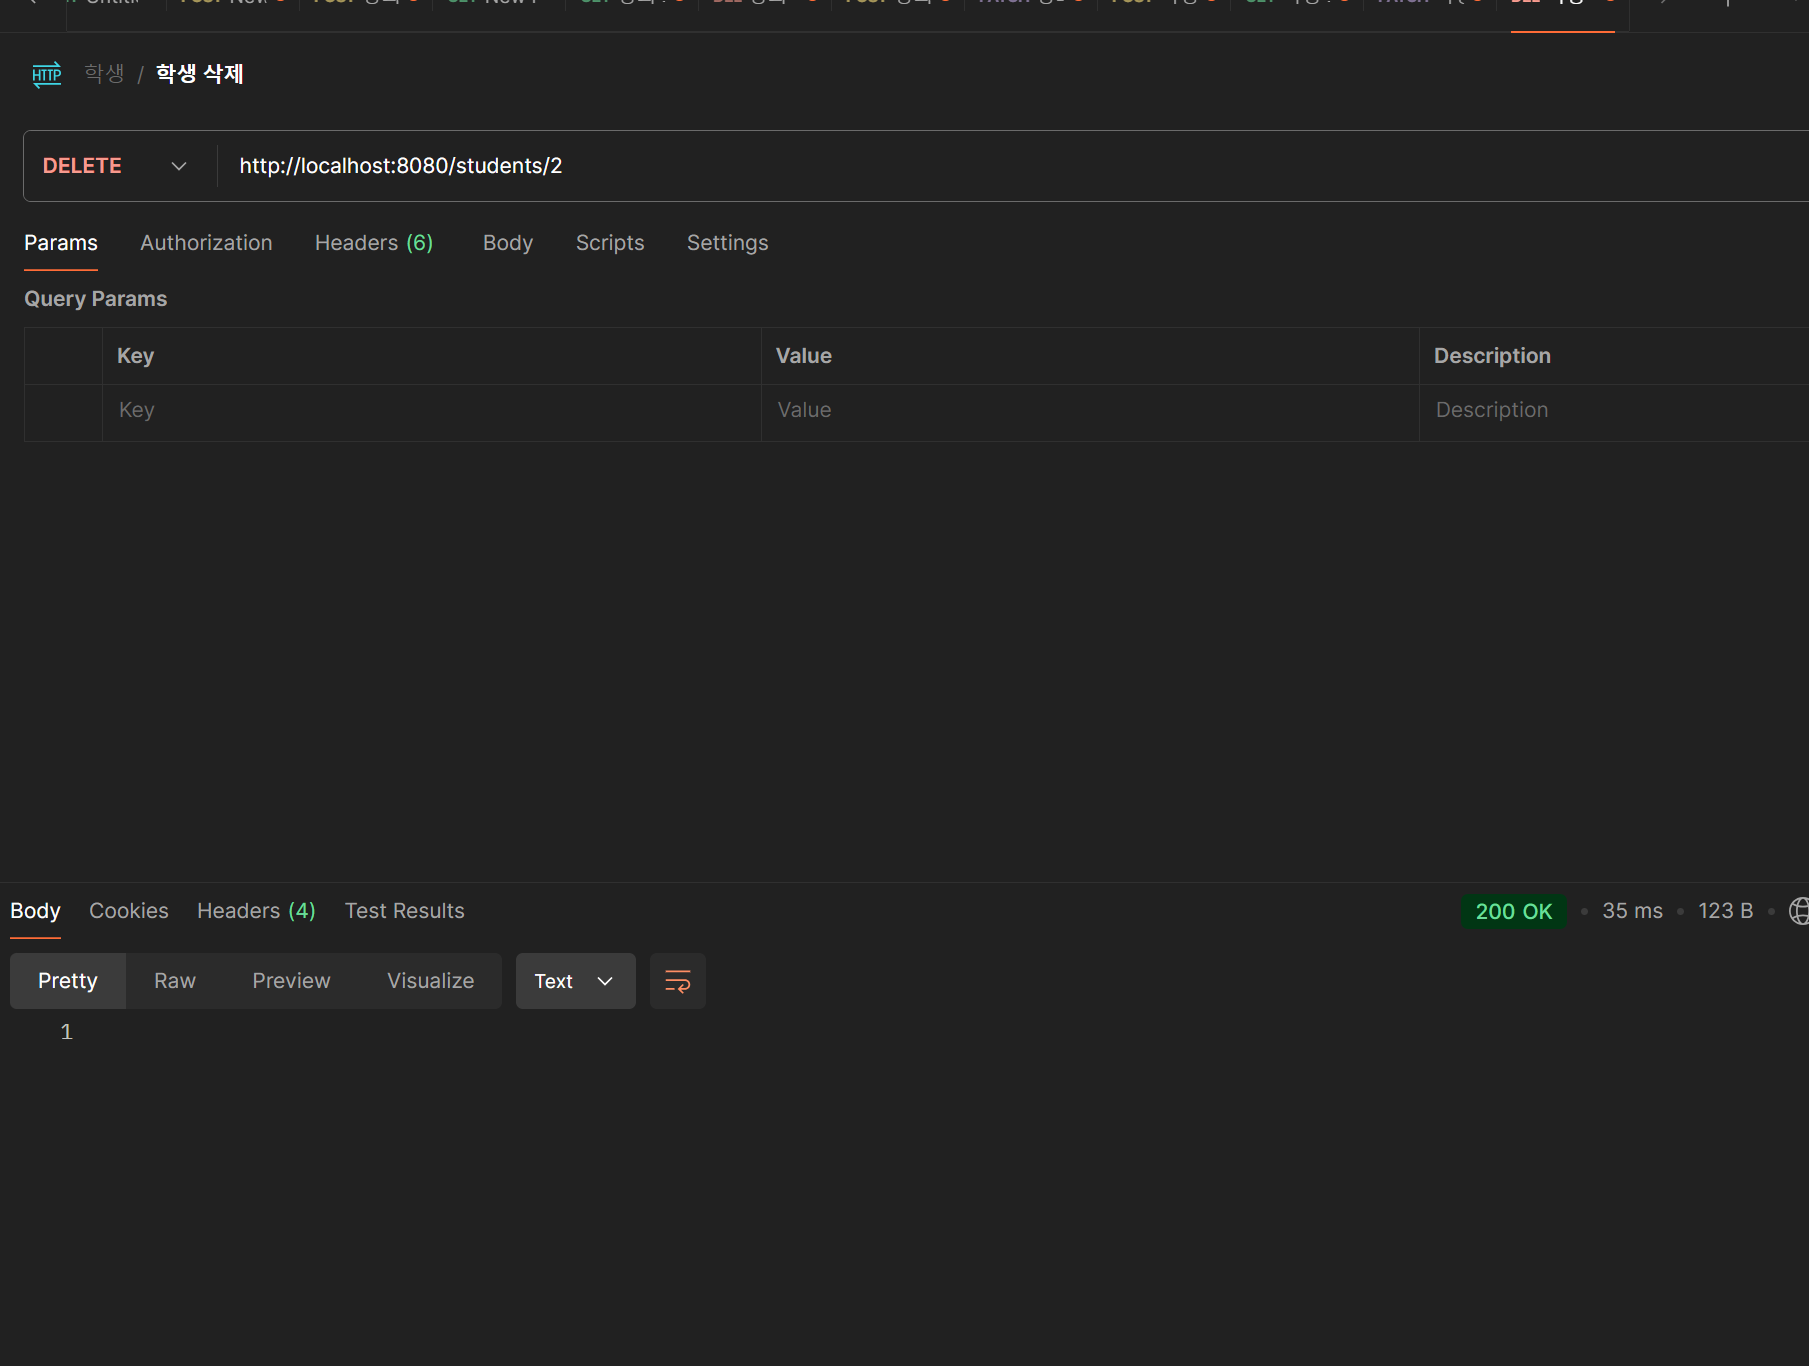 HTTP 학생 / 학생 삭제
DELETE http://localhost:8080/students/2
Params Authorization Headers (6) Body Scripts Settings
Query Params
Key Value Description
Key Value Description
Body Cookies Headers (4) Test Results 200 OK 35 ms 123 B
Pretty Raw Preview Visualize Text
1